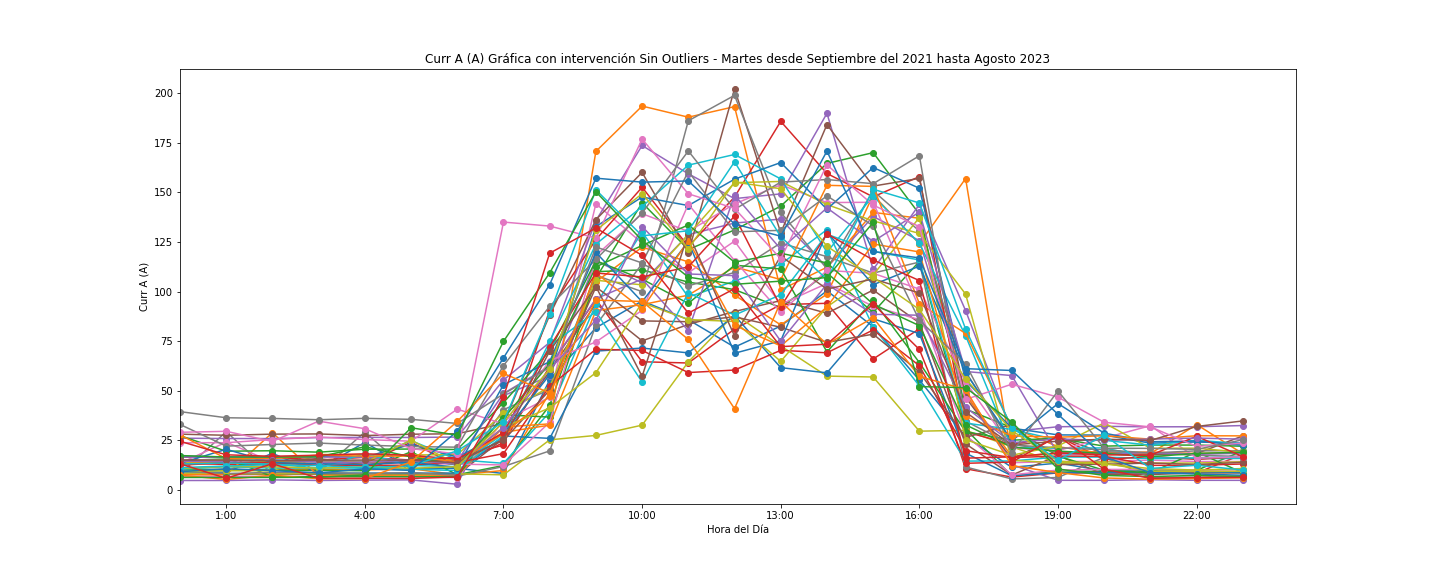 Curr A (A) Gráfica con intervención Sin Outliers - Martes desde Septiembre del 2021 hasta Agosto 2023
200
175
150
125
100
75
50
25
0
Curr A (A)
1:00 4:00 7:00 10:00 13:00 16:00 19:00 22:00
Hora del Día